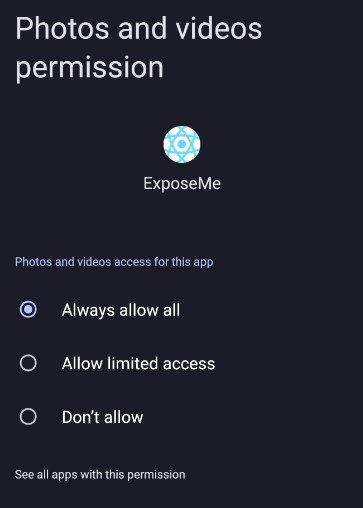 Photos and videos
permission
ExposeMe
Photos and videos access for this app
Always allow all
Allow limited access
Don’t allow
See all apps with this permission